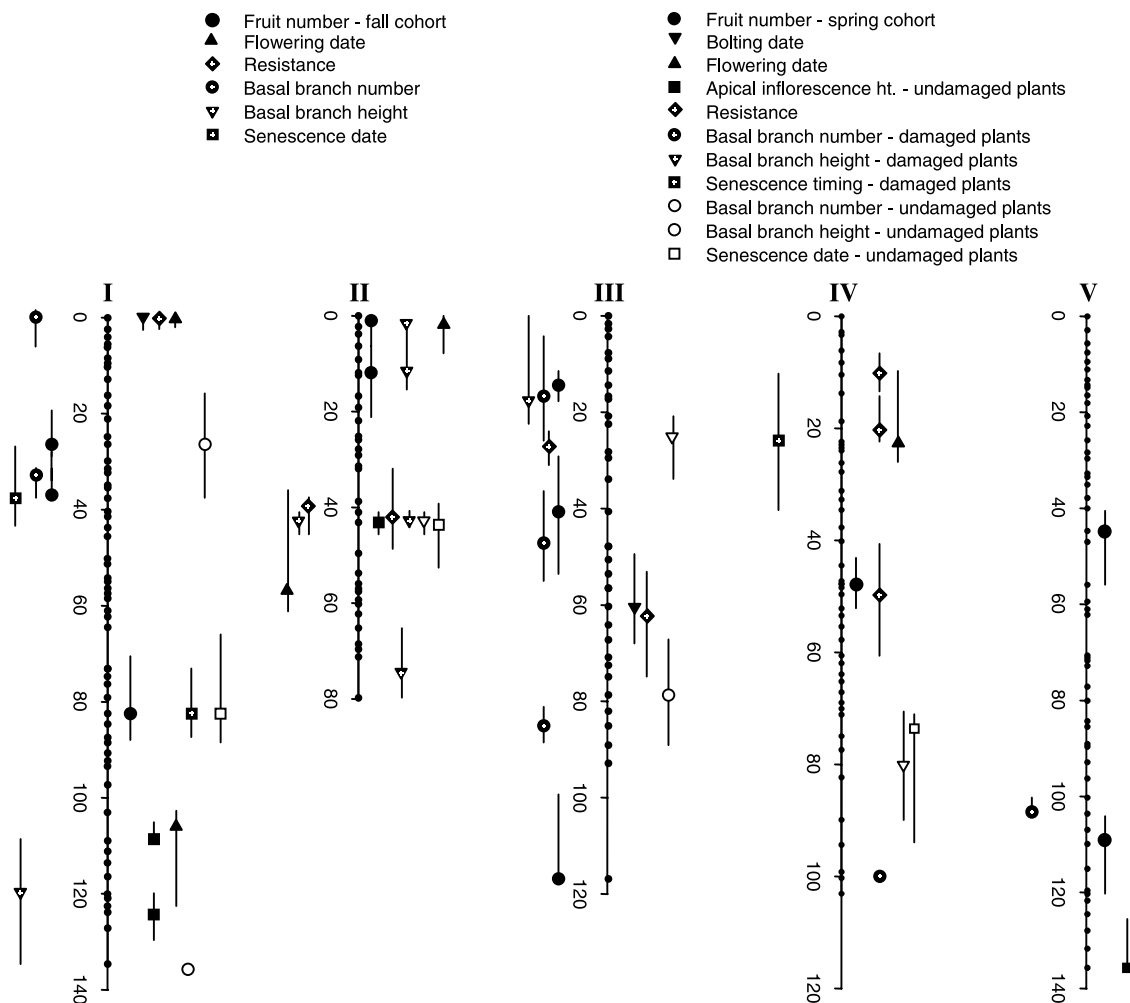 Fruit number - fall cohort
Flowering date
Resistance
Basal branch number
Basal branch height
Senescence date
Fruit number - spring cohort
Bolting date
Flowering date
Apical inflorescence ht. - undamaged plants
Resistance
Basal branch number - damaged plants
Basal branch height - damaged plants
Senescence timing - damaged plants
Basal branch number - undamaged plants
Basal branch height - undamaged plants
Senescence date - undamaged plants
I
0
20
40
60
80
100
120
140
II
0
20
40
60
80
III
0
20
40
60
80
100
120
IV
0
20
40
60
80
100
120
V
0
20
40
60
80
100
120
140